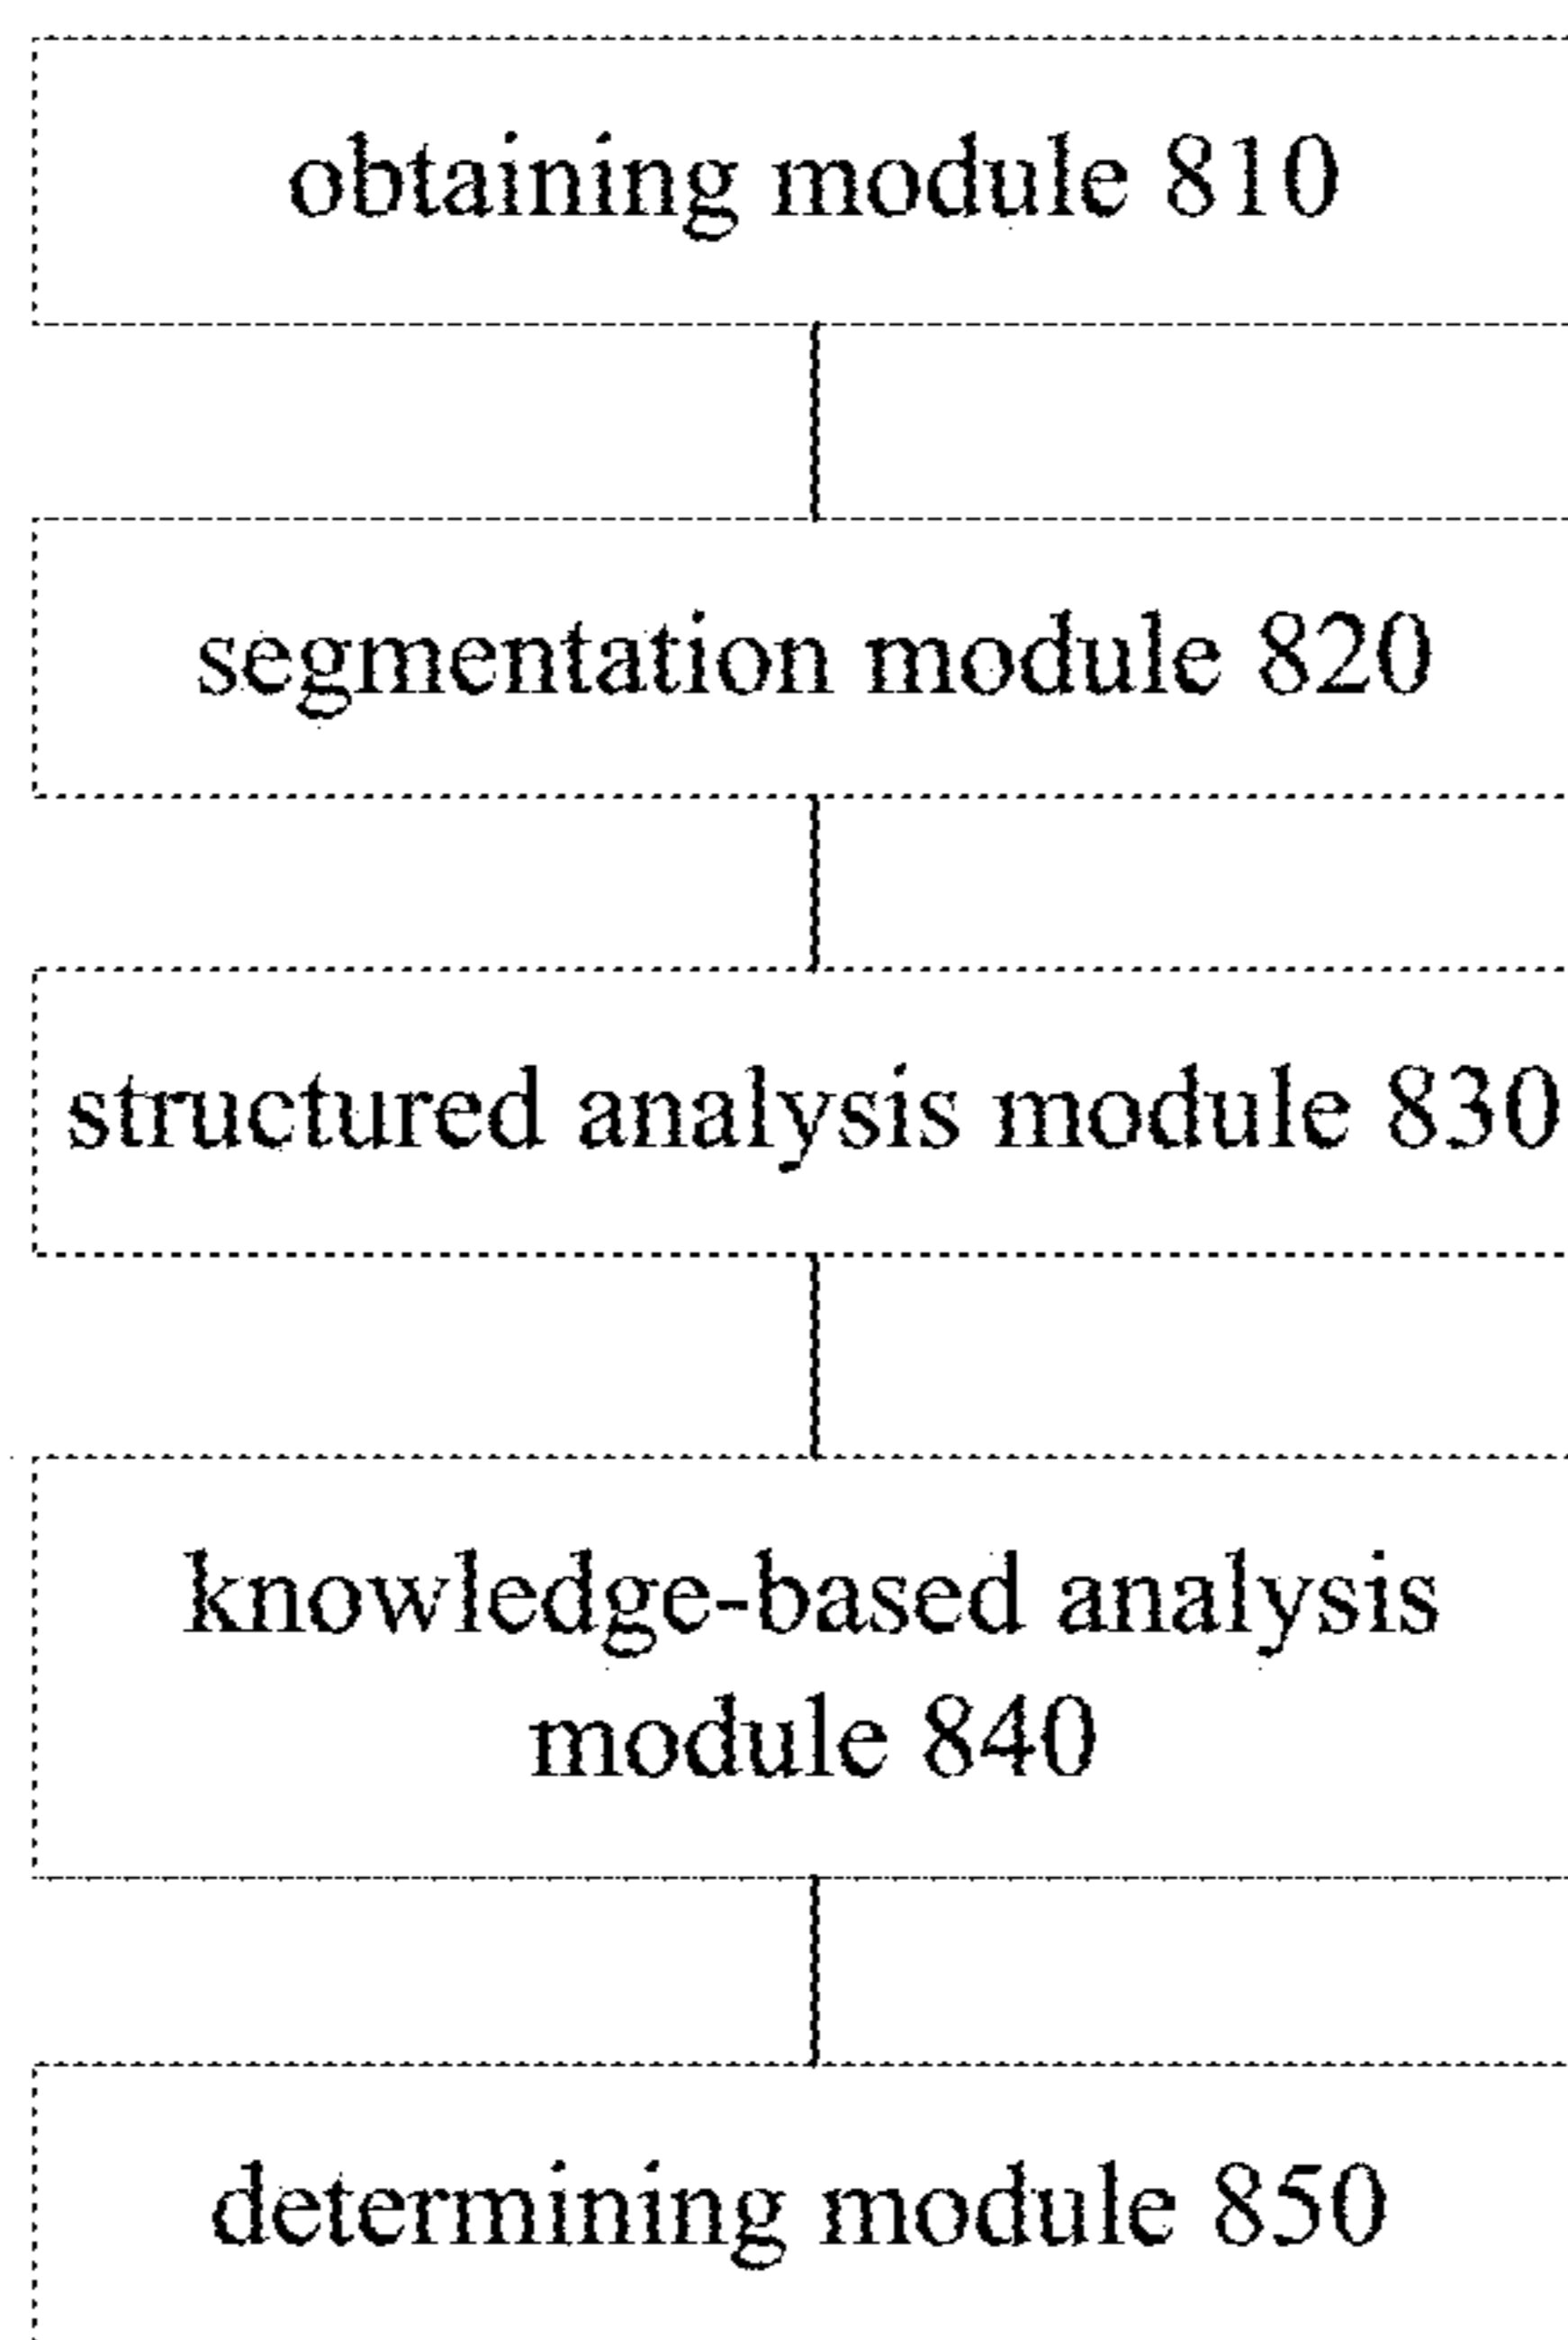 obtaining module 810
segmentation module 820
structured analysis module 830
knowledge-based analysis
module 840
determining module 850